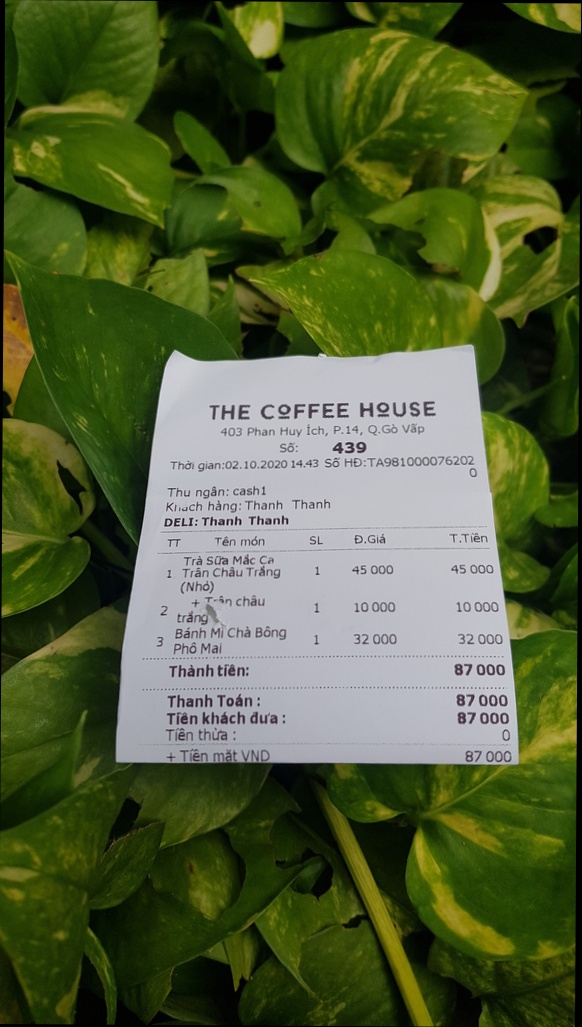 THE COFFEE HOUSE
403 Phan Huy Ích, P.14, Q.Gò Vấp
Số: 439
Thời gian:02.10.2020 14.43 Số HĐ:TA981000076202
0
Thu ngân: cash1
Khách hàng: Thanh Thanh
DELI: Thanh Thanh
TT Tên món SL Đ.Giá T.Tiền
Trà Sữa Mắc Ca
1 Trân Châu Trắng 1 45 000 45 000
(Nhỏ)
+ Trân châu
2 1 10 000 10 000
trắng
3 Bánh Mì Chà Bông 1 32 000 32 000
Phô Mai
Thành tiền: 87 000
Thanh Toán : 87 000
Tiền khách đưa : 87 000
Tiền thừa : 0
+ Tiền mặt VND 87 000